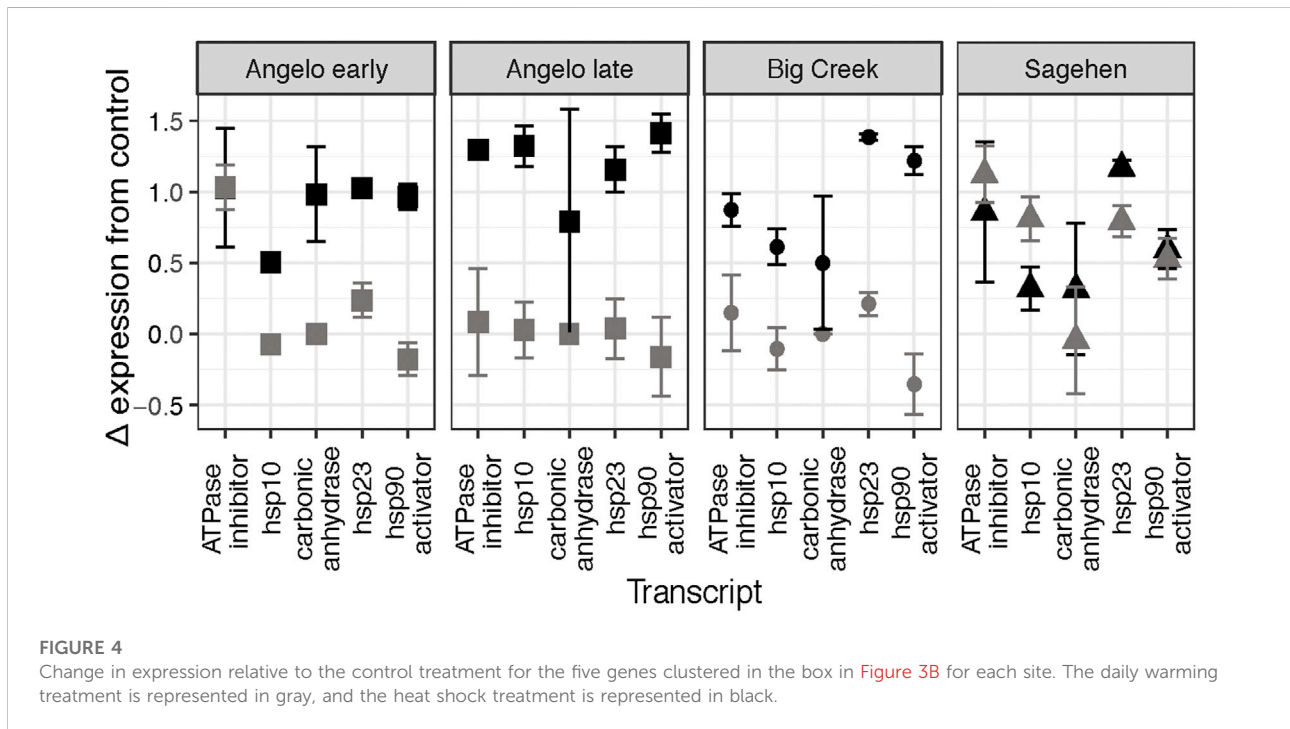 Angelo early
Angelo late
Big Creek
Sagehen
Δ expression from control
1.5
1.0
0.5
0.0
−0.5
ATPase
inhibitor
hsp10
carbonic
anhydrase
hsp23
hsp90
activator
ATPase
inhibitor
hsp10
carbonic
anhydrase
hsp23
hsp90
activator
ATPase
inhibitor
hsp10
carbonic
anhydrase
hsp23
hsp90
activator
ATPase
inhibitor
hsp10
carbonic
anhydrase
hsp23
hsp90
activator
Transcript
FIGURE 4
Change in expression relative to the control treatment for the five genes clustered in the box in Figure 3B for each site. The daily warming
treatment is represented in gray, and the heat shock treatment is represented in black.